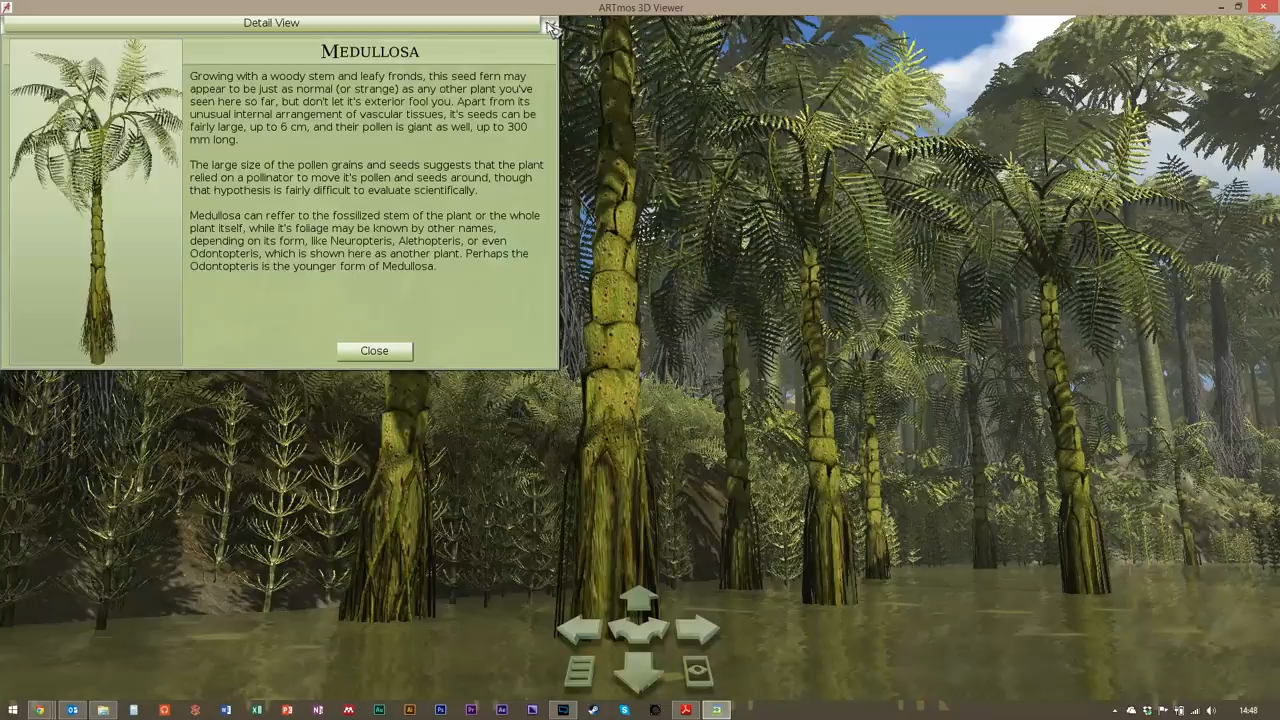 ARTmos 3D Viewer
Detail View
Medullosa
Growing with a woody stem and leafy fronds, this seed fern may
appear to be just as normal (or strange) as any other plant you've
seen here so far, but don't let it's exterior fool you. Apart from its
unusual internal arrangement of vascular tissues, it's seeds can be
fairly large, up to 6 cm, and their pollen is giant as well, up to 300
mm long.
The large size of the pollen grains and seeds suggests that the plant
relied on a pollinator to move it's pollen and seeds around, though
that hypothesis is fairly difficult to evaluate scientifically.
Medullosa can reffer to the fossilized stem of the plant or the whole
plant itself, while it's foliage may be known by other names,
depending on its form, like Neuropteris, Alethopteris, or even
Odontopteris, which is shown here as another plant. Perhaps the
Odontopteris is the younger form of Medullosa.
Close
14:48